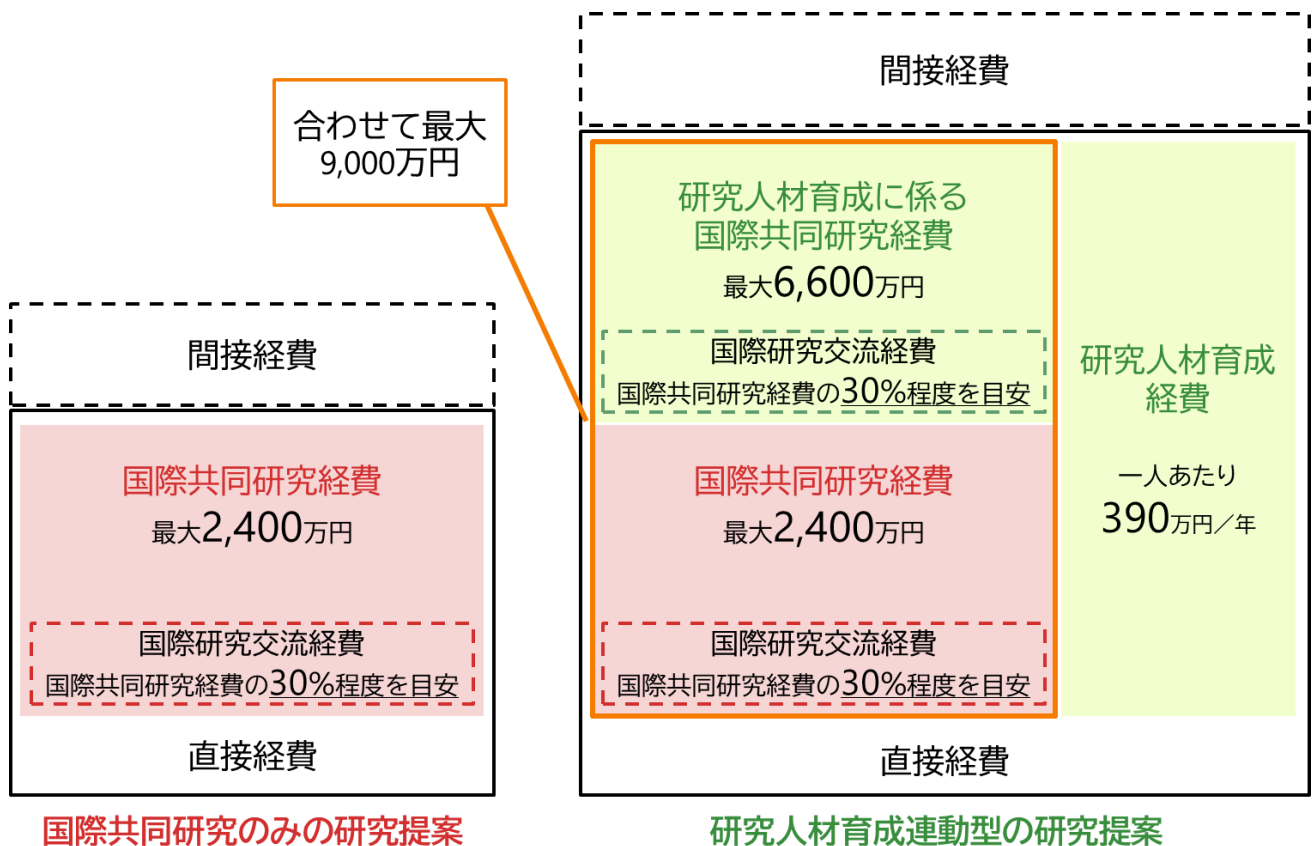 合わせて最大
9,000万円
間接経費
国際共同研究経費
最大2,400万円
国際研究交流経費
国際共同研究経費の30%程度を目安
直接経費
国際共同研究のみの研究提案
間接経費
研究人材育成に係る
国際共同研究経費
最大6,600万円
国際研究交流経費
国際共同研究経費の30%程度を目安
国際共同研究経費
最大2,400万円
国際研究交流経費
国際共同研究経費の30%程度を目安
研究人材育成
経費
一人あたり
390万円／年
直接経費
研究人材育成連動型の研究提案